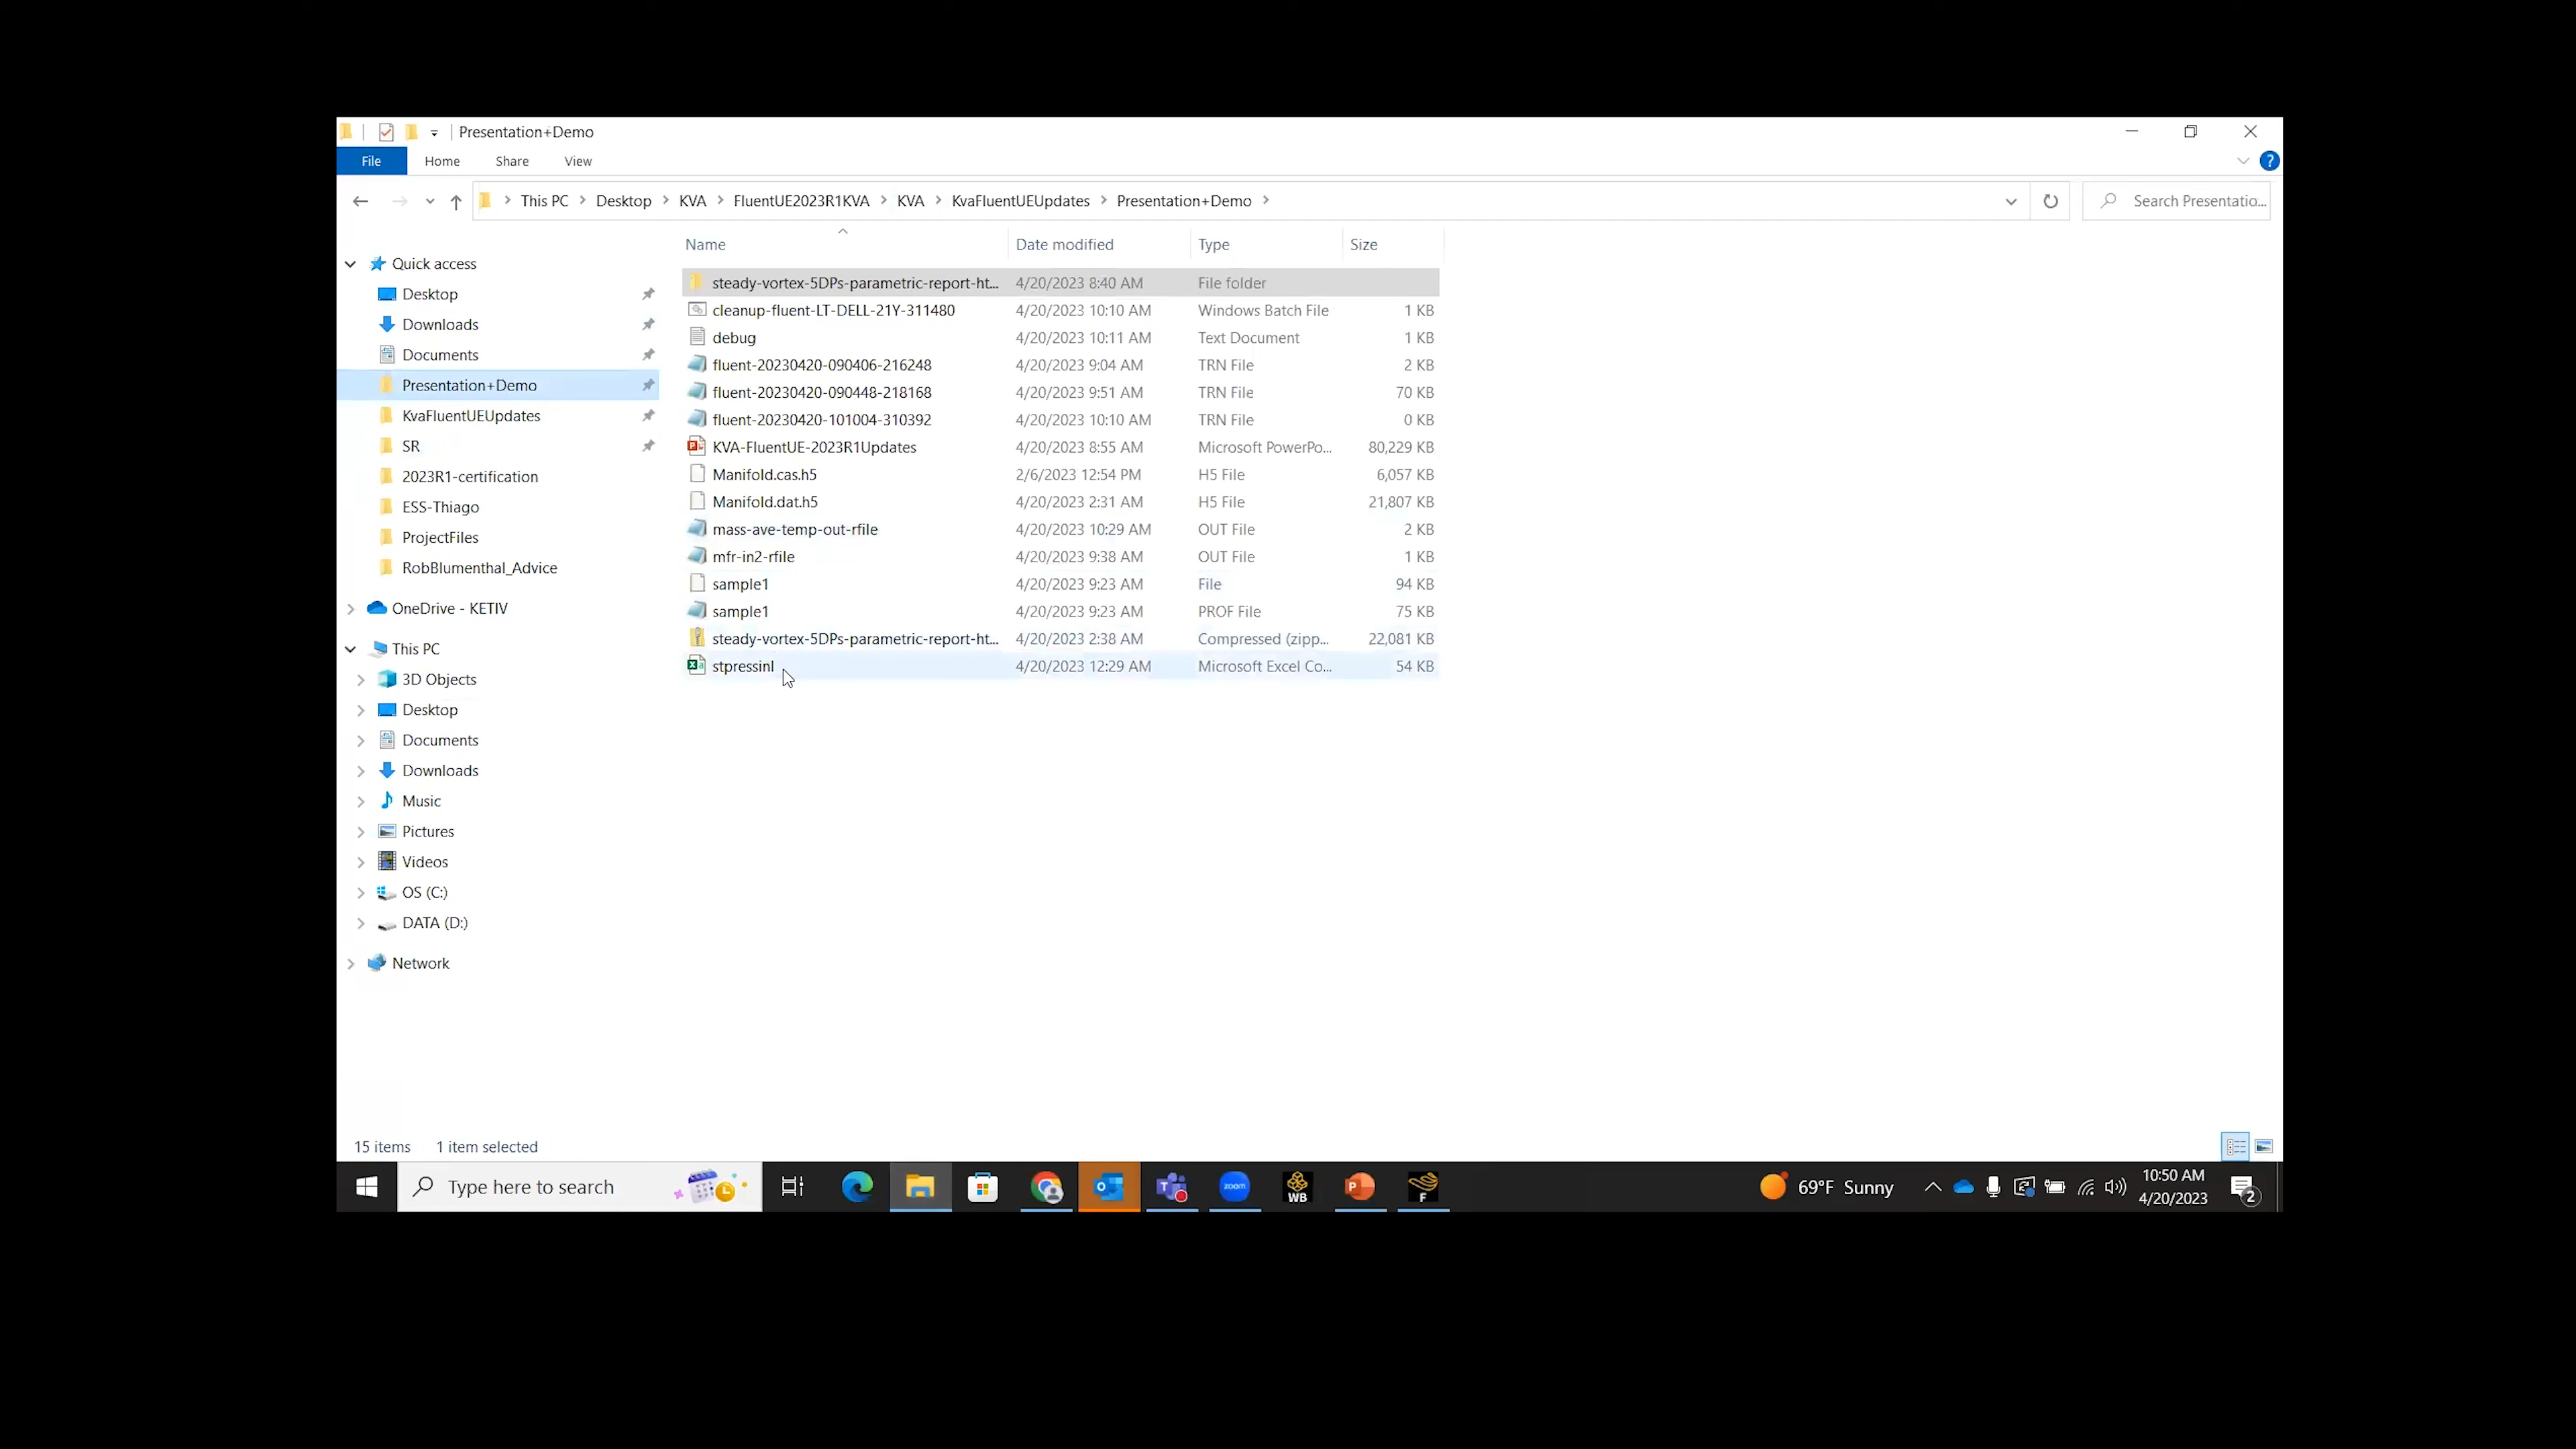 Presentation+Demo
File Home Share View
This PC Desktop KVA FluentUE2023R1KVA KVA KvaFluentUEUpdates Presentation+Demo
Search Presentatio...
Name Date modified Type Size
Quick access
Desktop
Downloads
Documents
Presentation+Demo
KvaFluentUEUpdates
SR
2023R1-certification
ESS-Thiago
ProjectFiles
RobBlumenthal_Advice
OneDrive - KETIV
This PC
3D Objects
Desktop
Documents
Downloads
Music
Pictures
Videos
OS (C:)
DATA (D:)
Network
steady-vortex-5DPs-parametric-report-ht... 4/20/2023 8:40 AM File folder
cleanup-fluent-LT-DELL-21Y-311480 4/20/2023 10:10 AM Windows Batch File 1 KB
debug 4/20/2023 10:11 AM Text Document 1 KB
fluent-20230420-090406-216248 4/20/2023 9:04 AM TRN File 2 KB
fluent-20230420-090448-218168 4/20/2023 9:51 AM TRN File 70 KB
fluent-20230420-101004-310392 4/20/2023 10:10 AM TRN File 0 KB
KVA-FluentUE-2023R1Updates 4/20/2023 8:55 AM Microsoft PowerPo... 80,229 KB
Manifold.cas.h5 2/6/2023 12:54 PM H5 File 6,057 KB
Manifold.dat.h5 4/20/2023 2:31 AM H5 File 21,807 KB
mass-ave-temp-out-rfile 4/20/2023 10:29 AM OUT File 2 KB
mfr-in2-rfile 4/20/2023 9:38 AM OUT File 1 KB
sample1 4/20/2023 9:23 AM File 94 KB
sample1 4/20/2023 9:23 AM PROF File 75 KB
steady-vortex-5DPs-parametric-report-ht... 4/20/2023 2:38 AM Compressed (zipp... 22,081 KB
stpressinl 4/20/2023 12:29 AM Microsoft Excel Co... 54 KB
15 items 1 item selected
Type here to search
zoom
WB
F
69°F Sunny
10:50 AM
4/20/2023
2